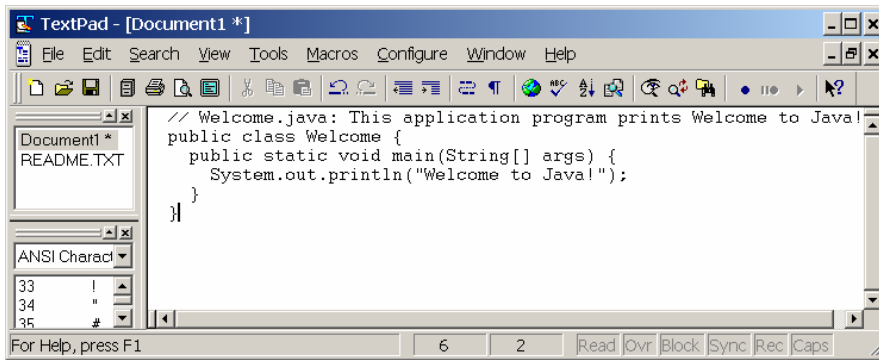 TextPad - [Document1 *]
File Edit Search View Tools Macros Configure Window Help
Document1 *
README.TXT
// Welcome.java: This application program prints Welcome to Java!
public class Welcome {
  public static void main(String[] args) {
    System.out.println("Welcome to Java!");
  }
}
ANSI Charact
33 !
34 "
35 #
For Help, press F1 6 2 Read Ovr Block Sync Rec Caps